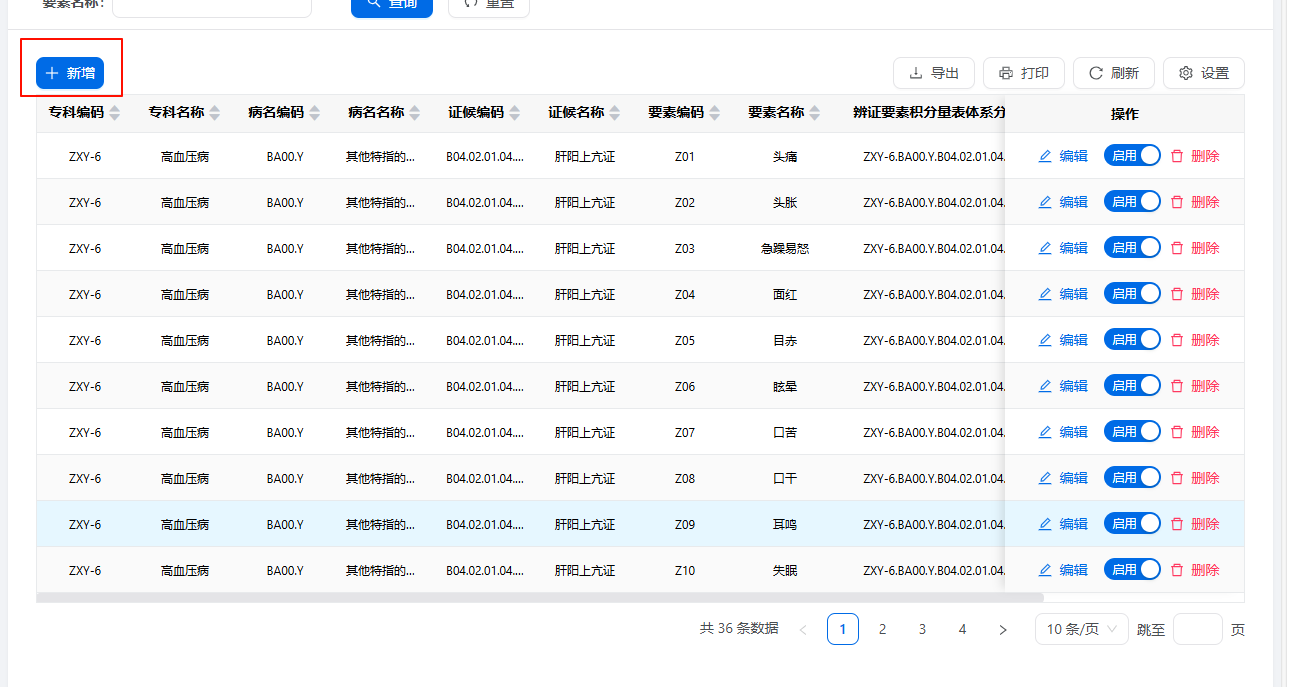 要素名称: 查询 重置
新增 导出 打印 刷新 设置
专科编码 专科名称 病名编码 病名名称 证候编码 证候名称 要素编码 要素名称 辨证要素积分量表体系分 操作
ZXY-6 高血压病 BA00.Y 其他特指的... B04.02.01.04.... 肝阳上亢证 Z01 头痛 ZXY-6.BA00.Y.B04.02.01.04. 编辑 启用 删除
ZXY-6 高血压病 BA00.Y 其他特指的... B04.02.01.04.... 肝阳上亢证 Z02 头胀 ZXY-6.BA00.Y.B04.02.01.04. 编辑 启用 删除
ZXY-6 高血压病 BA00.Y 其他特指的... B04.02.01.04.... 肝阳上亢证 Z03 急躁易怒 ZXY-6.BA00.Y.B04.02.01.04. 编辑 启用 删除
ZXY-6 高血压病 BA00.Y 其他特指的... B04.02.01.04.... 肝阳上亢证 Z04 面红 ZXY-6.BA00.Y.B04.02.01.04. 编辑 启用 删除
ZXY-6 高血压病 BA00.Y 其他特指的... B04.02.01.04.... 肝阳上亢证 Z05 目赤 ZXY-6.BA00.Y.B04.02.01.04. 编辑 启用 删除
ZXY-6 高血压病 BA00.Y 其他特指的... B04.02.01.04.... 肝阳上亢证 Z06 眩晕 ZXY-6.BA00.Y.B04.02.01.04. 编辑 启用 删除
ZXY-6 高血压病 BA00.Y 其他特指的... B04.02.01.04.... 肝阳上亢证 Z07 口苦 ZXY-6.BA00.Y.B04.02.01.04. 编辑 启用 删除
ZXY-6 高血压病 BA00.Y 其他特指的... B04.02.01.04.... 肝阳上亢证 Z08 口干 ZXY-6.BA00.Y.B04.02.01.04. 编辑 启用 删除
ZXY-6 高血压病 BA00.Y 其他特指的... B04.02.01.04.... 肝阳上亢证 Z09 耳鸣 ZXY-6.BA00.Y.B04.02.01.04. 编辑 启用 删除
ZXY-6 高血压病 BA00.Y 其他特指的... B04.02.01.04.... 肝阳上亢证 Z10 失眠 ZXY-6.BA00.Y.B04.02.01.04. 编辑 启用 删除
共 36 条数据 < 1 2 3 4 > 10 条/页 跳至 页